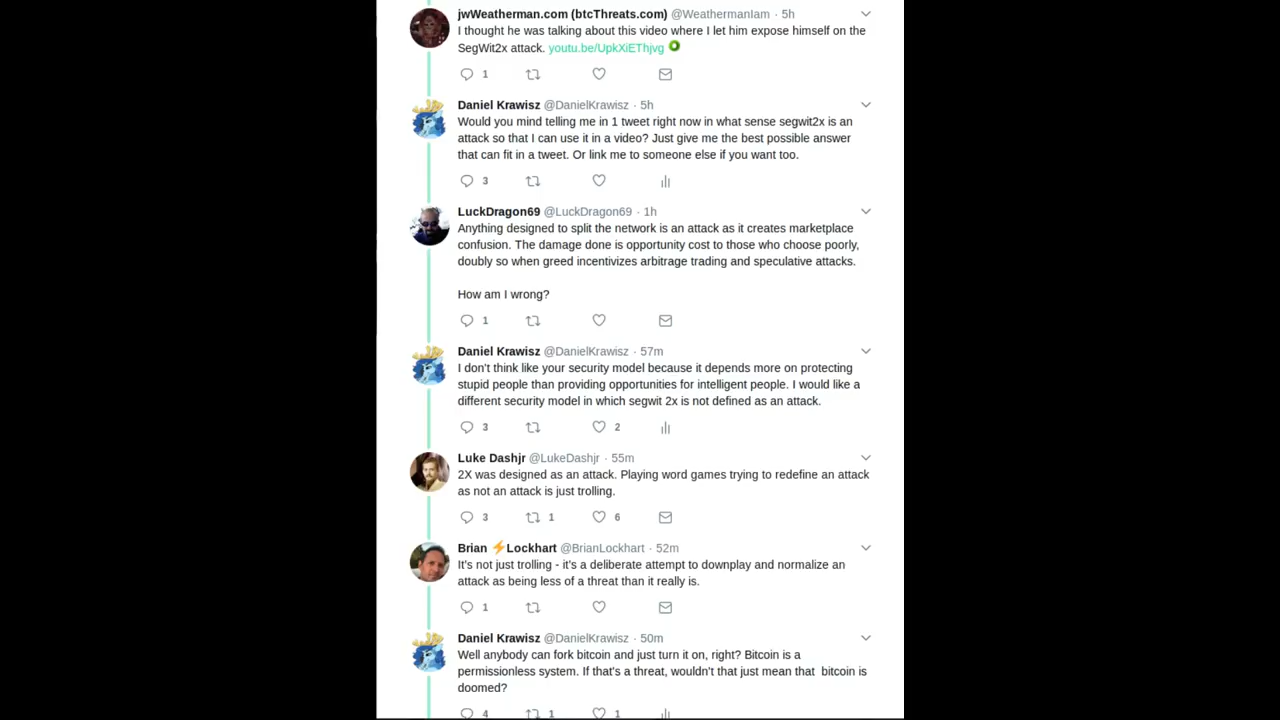 jwWeatherman.com (btcThreats.com) @WeathermanIam · 5h
I thought he was talking about this video where I let him expose himself on the
SegWit2x attack. youtu.be/UpkXiEThjvg
1
Daniel Krawisz @DanielKrawisz · 5h
Would you mind telling me in 1 tweet right now in what sense segwit2x is an
attack so that I can use it in a video? Just give me the best possible answer
that can fit in a tweet. Or link me to someone else if you want too.
3
LuckDragon69 @LuckDragon69 · 1h
Anything designed to split the network is an attack as it creates marketplace
confusion. The damage done is opportunity cost to those who choose poorly,
doubly so when greed incentivizes arbitrage trading and speculative attacks.
How am I wrong?
1
Daniel Krawisz @DanielKrawisz · 57m
I don't think like your security model because it depends more on protecting
stupid people than providing opportunities for intelligent people. I would like a
different security model in which segwit 2x is not defined as an attack.
3 2
Luke Dashjr @LukeDashjr · 55m
2X was designed as an attack. Playing word games trying to redefine an attack
as not an attack is just trolling.
3 1 6
Brian ⚡Lockhart @BrianLockhart · 52m
It's not just trolling - it's a deliberate attempt to downplay and normalize an
attack as being less of a threat than it really is.
1
Daniel Krawisz @DanielKrawisz · 50m
Well anybody can fork bitcoin and just turn it on, right? Bitcoin is a
permissionless system. If that's a threat, wouldn't that just mean that bitcoin is
doomed?
4 1 1